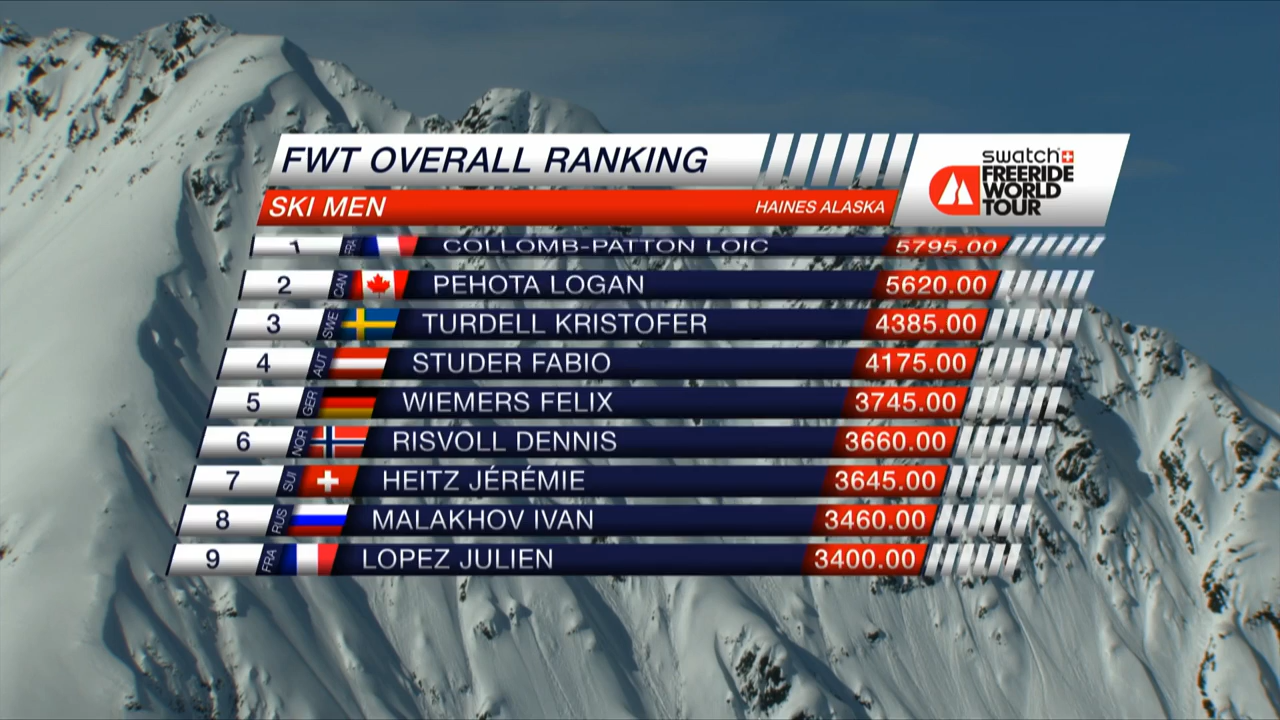 FWT OVERALL RANKING
swatch
FREERIDE
WORLD
TOUR
SKI MEN HAINES ALASKA
1 FRA COLLOMB-PATTON LOIC 5795.00
2 CAN PEHOTA LOGAN 5620.00
3 SWE TURDELL KRISTOFER 4385.00
4 AUT STUDER FABIO 4175.00
5 GER WIEMERS FELIX 3745.00
6 NOR RISVOLL DENNIS 3660.00
7 SUI HEITZ JÉRÉMIE 3645.00
8 RUS MALAKHOV IVAN 3460.00
9 FRA LOPEZ JULIEN 3400.00